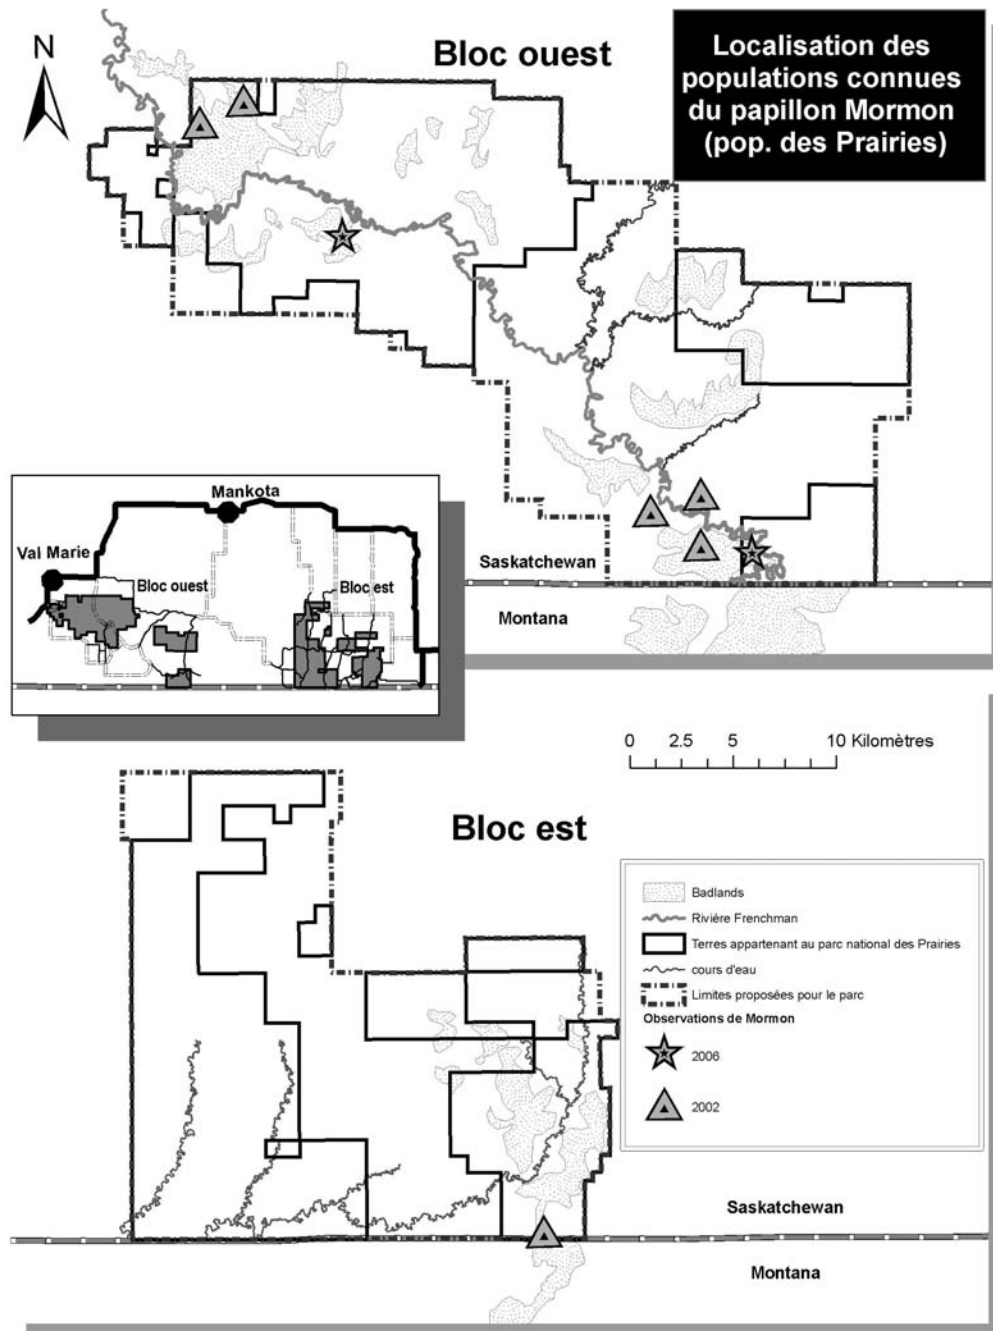 N
Bloc ouest
Localisation des
populations connues
du papillon Mormon
(pop. des Prairies)
Saskatchewan
Montana
Mankota
Val Marie
Bloc ouest
Bloc est
0 2.5 5 10 Kilomètres
Bloc est
Badlands
Rivière Frenchman
Terres appartenant au parc national des Prairies
cours d'eau
Limites proposées pour le parc
Observations de Mormon
2006
2002
Saskatchewan
Montana